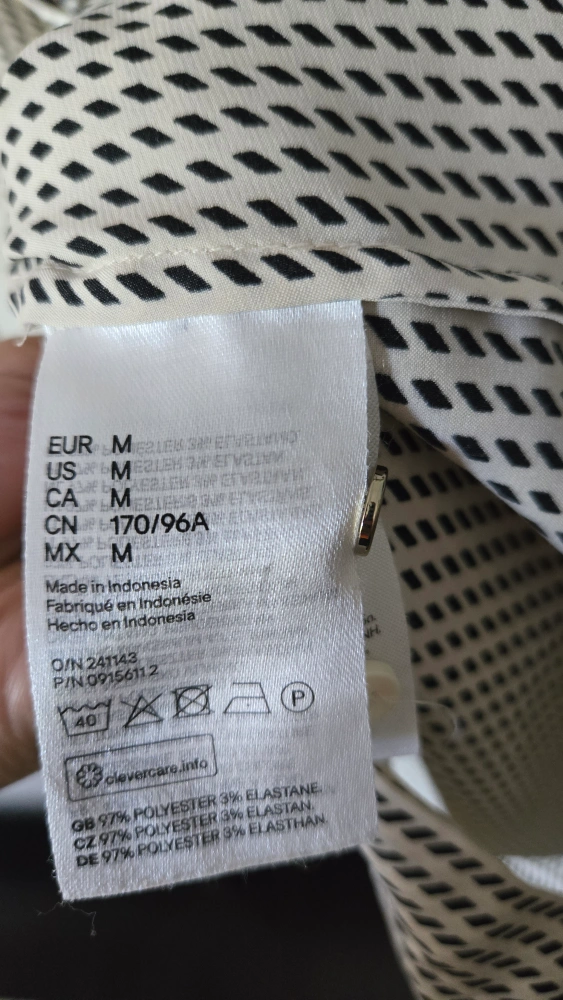 EUR M
US M
CA M
CN 170/96A
MX M
Made in Indonesia
Fabriqué en Indonésie
Hecho en Indonesia
O/N 241143
P/N 0915611 2
40
P
clevercare.info
GB 97% POLYESTER 3% ELASTANE.
CZ 97% POLYESTER 3% ELASTAN.
DE 97% POLYESTER 3% ELASTHAN